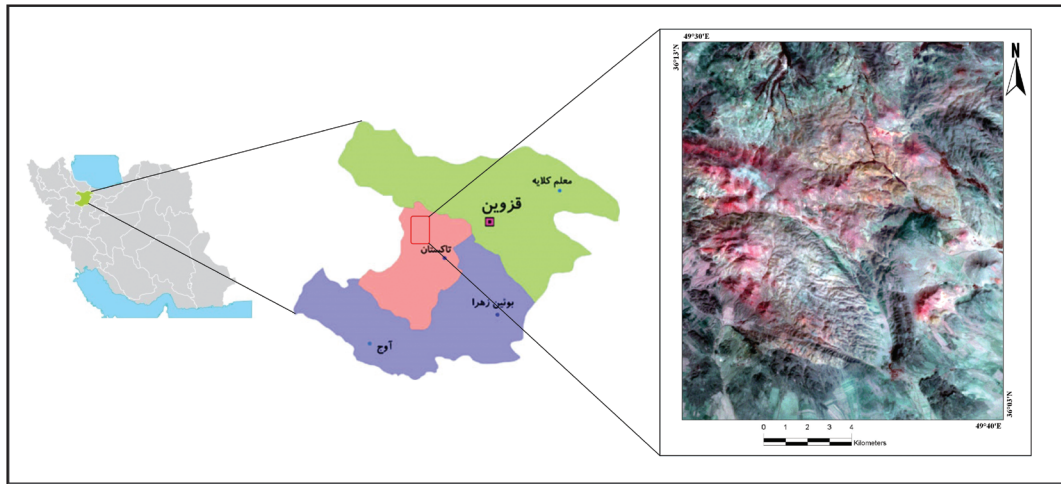 معلم کلایه
قزوین
تاکستان
بوئین زهرا
آوج
49°30'E
36°13'N
N
36°03'N
49°40'E
0 1 2 3 4
Kilometers